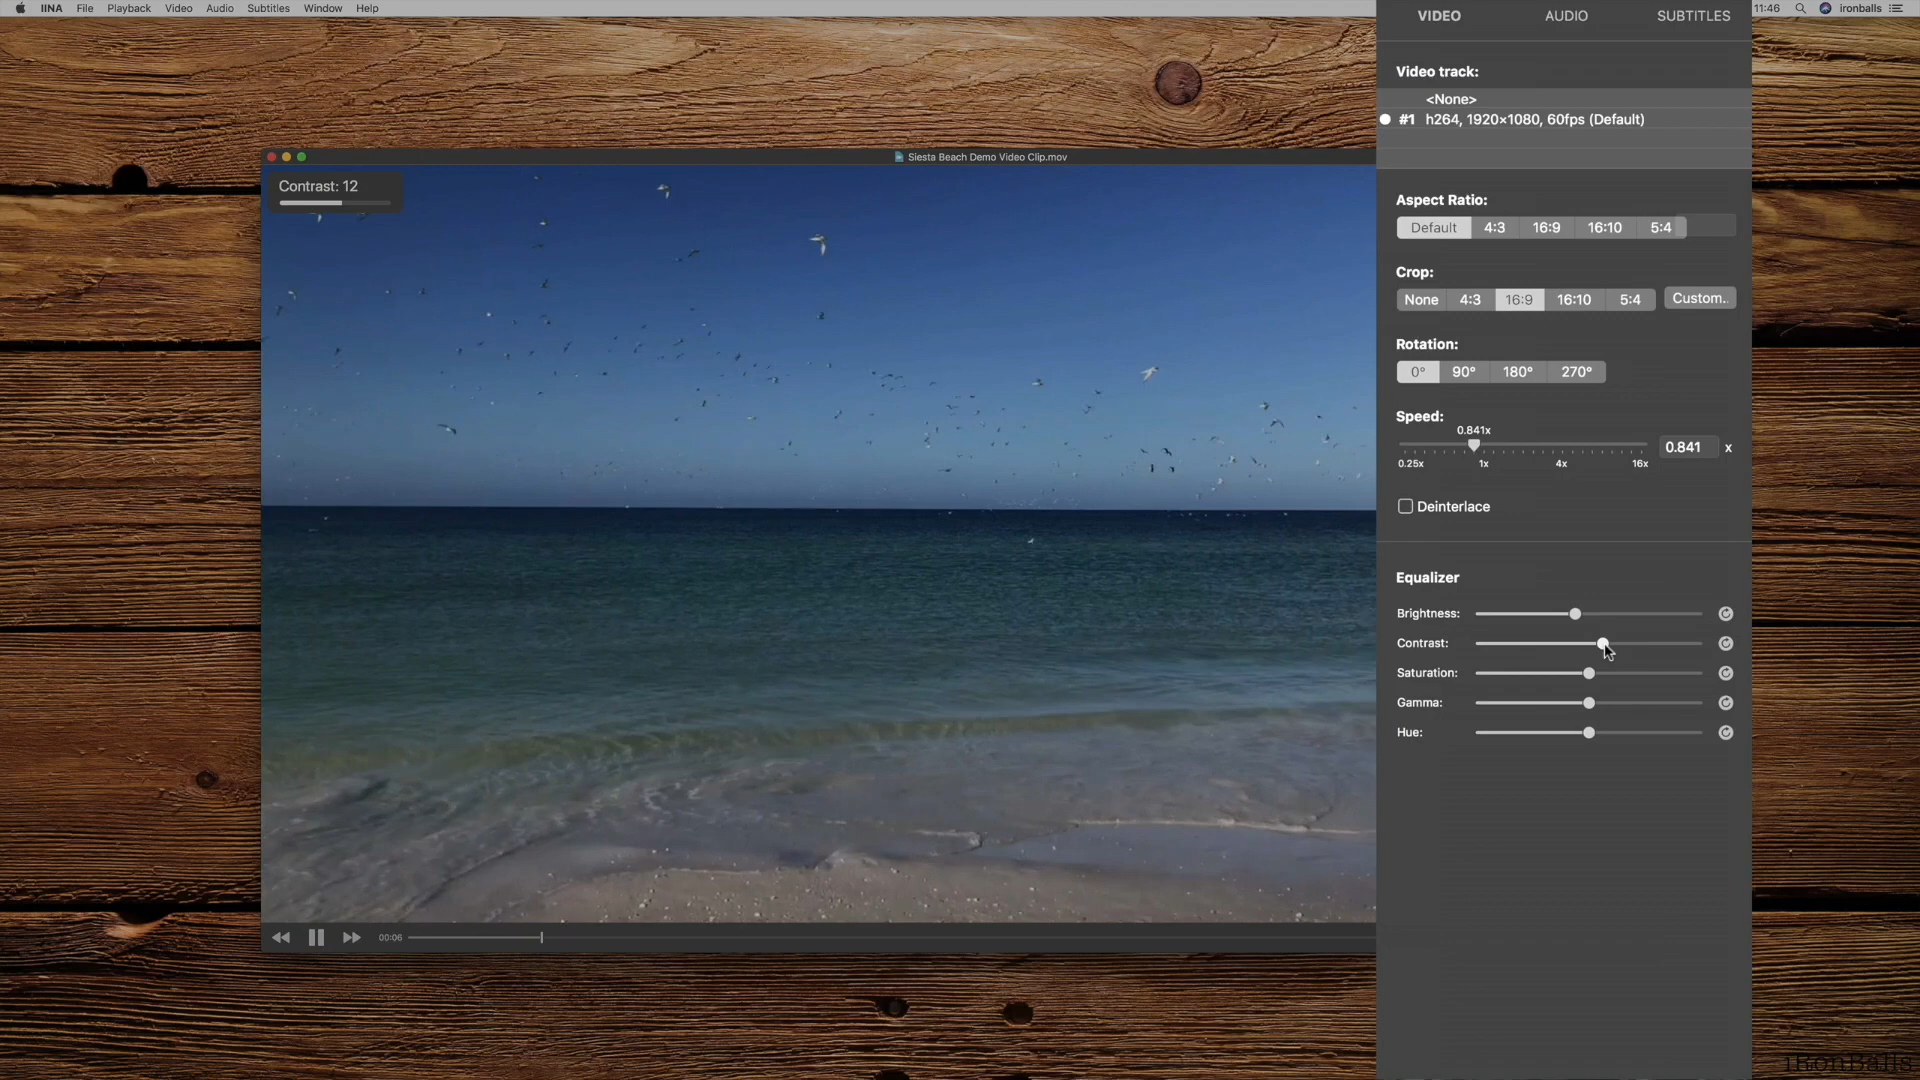 IINA File Playback Video Audio Subtitles Window Help
11:46 ironballs
VIDEO AUDIO SUBTITLES
Video track:
<None>
#1 h264, 1920×1080, 60fps (Default)
Siesta Beach Demo Video Clip.mov
Contrast: 12
Aspect Ratio:
Default 4:3 16:9 16:10 5:4
Crop:
None 4:3 16:9 16:10 5:4 Custom..
Rotation:
0° 90° 180° 270°
Speed:
0.841x
0.841 x
0.25x 1x 4x 16x
Deinterlace
Equalizer
Brightness:
Contrast:
Saturation:
Gamma:
Hue:
00:06
iRonBalls